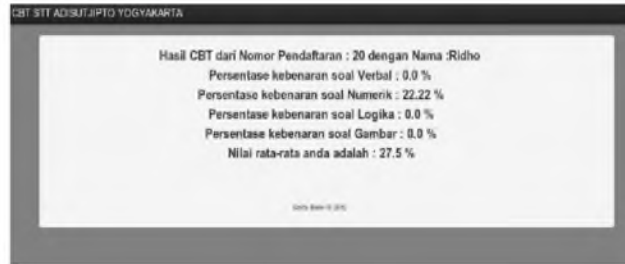 CBT STT ADISUTJIPTO YOGYAKARTA
Hasil CBT dari Nomor Pendaftaran : 20 dengan Nama :Ridho
Persentase kebenaran soal Verbal : 0.0 %
Persentase kebenaran soal Numerik : 22.22 %
Persentase kebenaran soal Logika : 0.0 %
Persentase kebenaran soal Gambar : 0.0 %
Nilai rata-rata anda adalah : 27.5 %